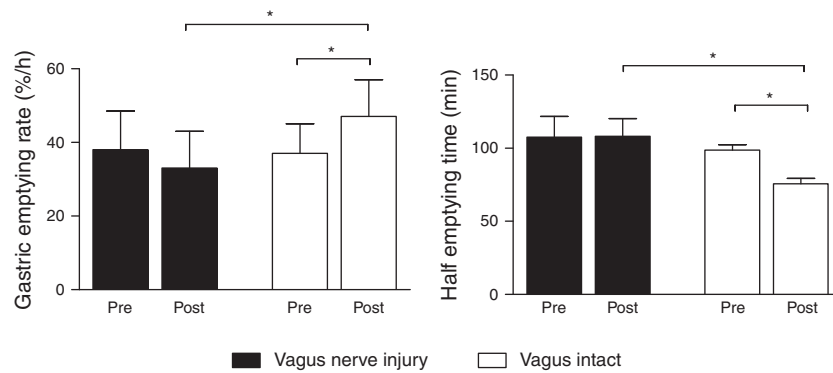 *
*
Gastric emptying rate (%/h)
60
40
20
0
Pre
Post
Pre
Post
*
*
Half emptying time (min)
150
100
50
0
Pre
Post
Pre
Post
Vagus nerve injury
Vagus intact